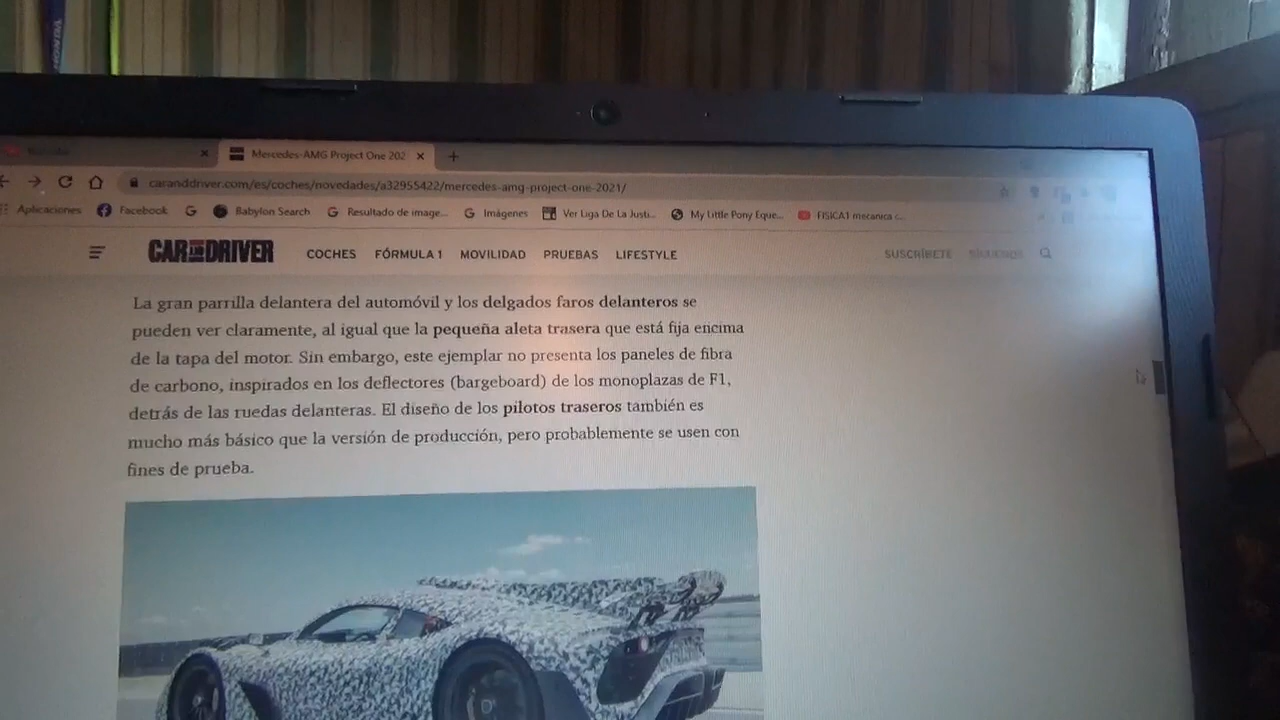 Mercedes-AMG Project One 202
caranddriver.com/es/coches/novedades/a32955422/mercedes-amg-project-one-2021/
Aplicaciones Facebook Babylon Search Resultado de image... Imágenes Ver Liga De La Justi... My Little Pony Eque... FISICA1 mecanica c...
CAR AND DRIVER COCHES FÓRMULA 1 MOVILIDAD PRUEBAS LIFESTYLE SUSCRÍBETE SÍGUENOS
La gran parrilla delantera del automóvil y los delgados faros delanteros se
pueden ver claramente, al igual que la pequeña aleta trasera que está fija encima
de la tapa del motor. Sin embargo, este ejemplar no presenta los paneles de fibra
de carbono, inspirados en los deflectores (bargeboard) de los monoplazas de F1,
detrás de las ruedas delanteras. El diseño de los pilotos traseros también es
mucho más básico que la versión de producción, pero probablemente se usen con
fines de prueba.